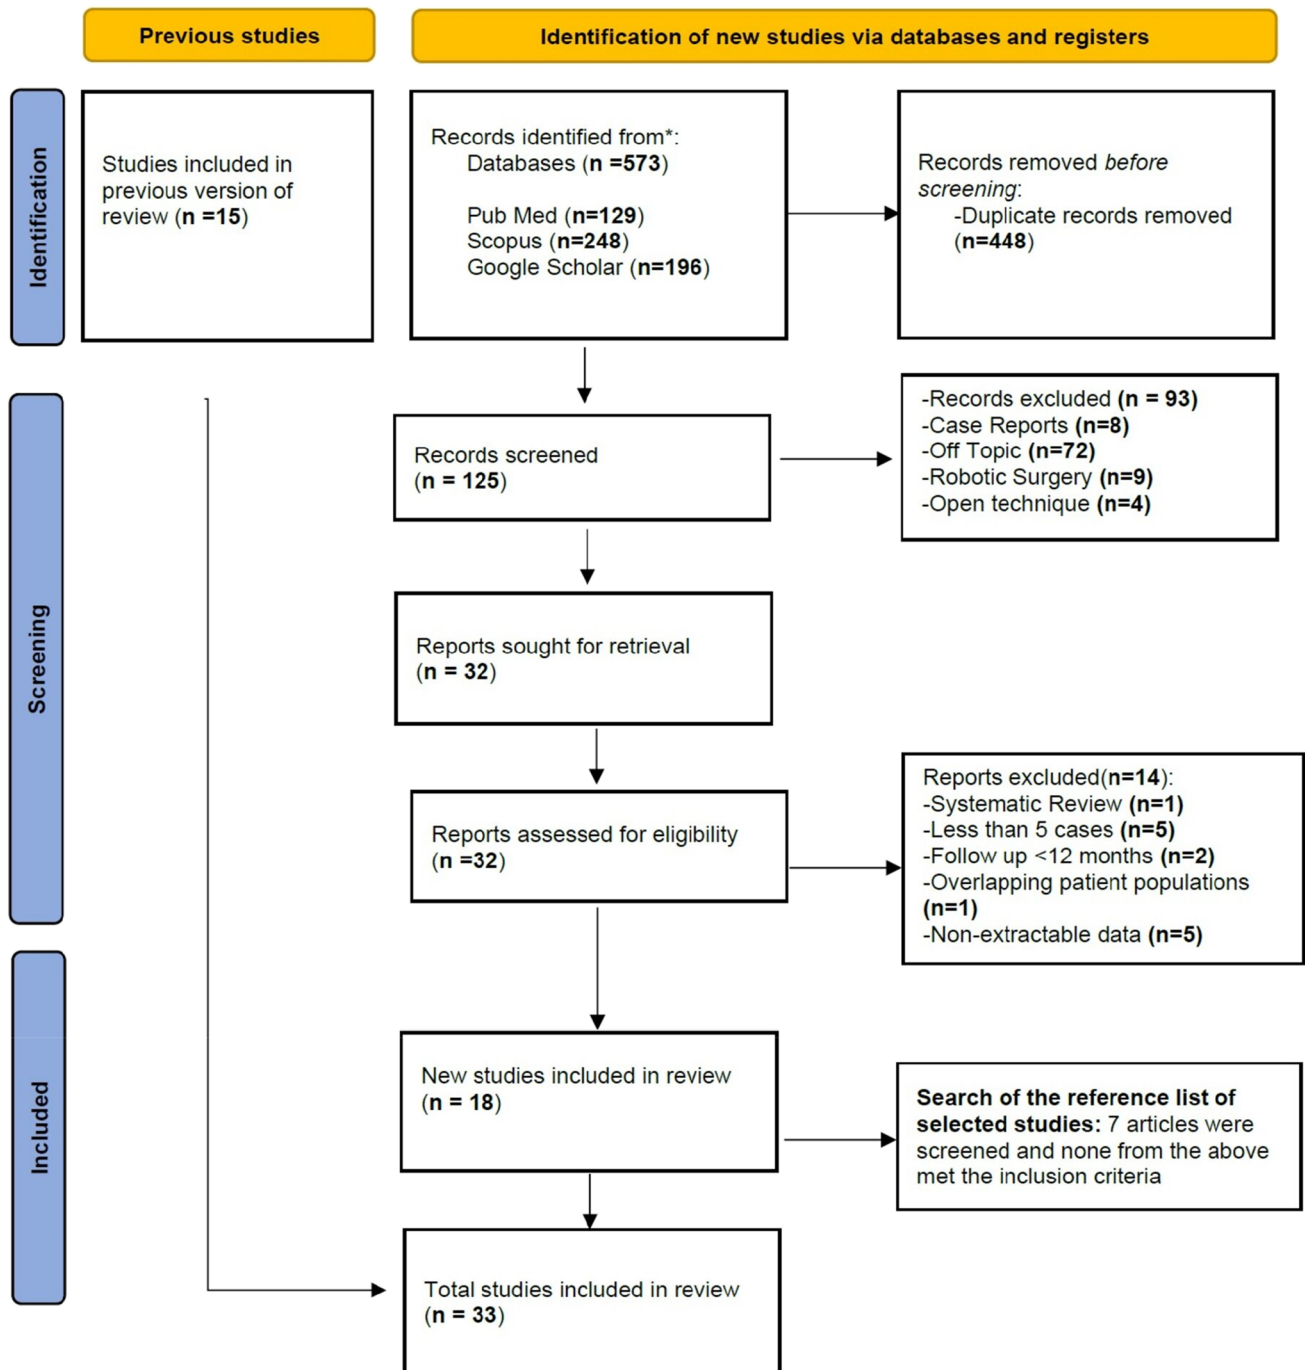 Previous studies
Identification of new studies via databases and registers
Identification
Studies included in
previous version of
review (n =15)
Records identified from*:
Databases (n =573)
Pub Med (n=129)
Scopus (n=248)
Google Scholar (n=196)
Records removed before
screening:
-Duplicate records removed
(n=448)
Screening
Records screened
(n = 125)
-Records excluded (n = 93)
-Case Reports (n=8)
-Off Topic (n=72)
-Robotic Surgery (n=9)
-Open technique (n=4)
Reports sought for retrieval
(n = 32)
Reports assessed for eligibility
(n =32)
Reports excluded(n=14):
-Systematic Review (n=1)
-Less than 5 cases (n=5)
-Follow up <12 months (n=2)
-Overlapping patient populations
(n=1)
-Non-extractable data (n=5)
Included
New studies included in review
(n = 18)
Search of the reference list of
selected studies: 7 articles were
screened and none from the above
met the inclusion criteria
Total studies included in review
(n = 33)